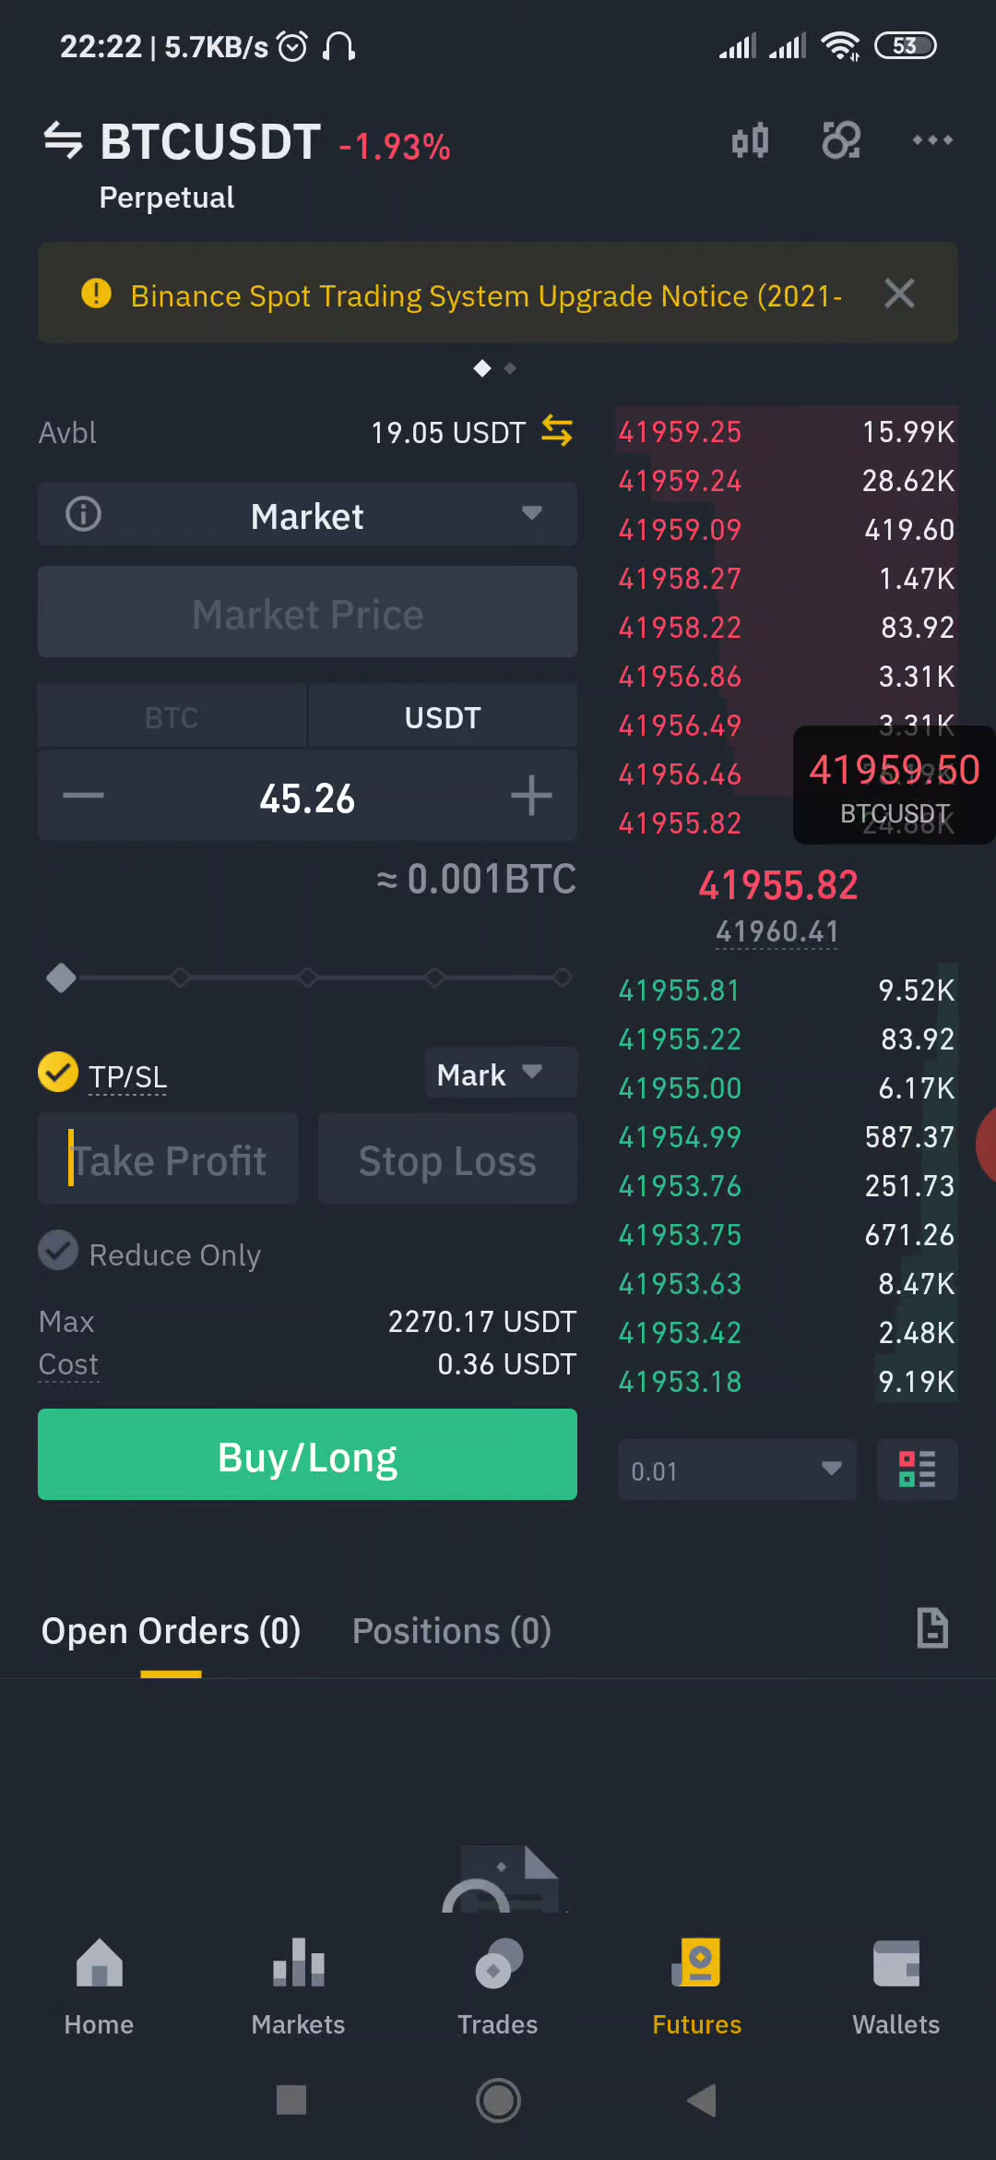 22:22 | 5.7KB/s 53
BTCUSDT -1.93%
Perpetual
Binance Spot Trading System Upgrade Notice (2021-
Avbl 19.05 USDT
Market
Market Price
BTC USDT
45.26
≈ 0.001BTC
TP/SL Mark
Take Profit Stop Loss
Reduce Only
Max 2270.17 USDT
Cost 0.36 USDT
Buy/Long
41959.25 15.99K
41959.24 28.62K
41959.09 419.60
41958.27 1.47K
41958.22 83.92
41956.86 3.31K
41956.49 3.31K
41956.46
41955.82
41959.50
BTCUSDT
41955.82
41960.41
41955.81 9.52K
41955.22 83.92
41955.00 6.17K
41954.99 587.37
41953.76 251.73
41953.75 671.26
41953.63 8.47K
41953.42 2.48K
41953.18 9.19K
0.01
Open Orders (0) Positions (0)
Home Markets Trades Futures Wallets